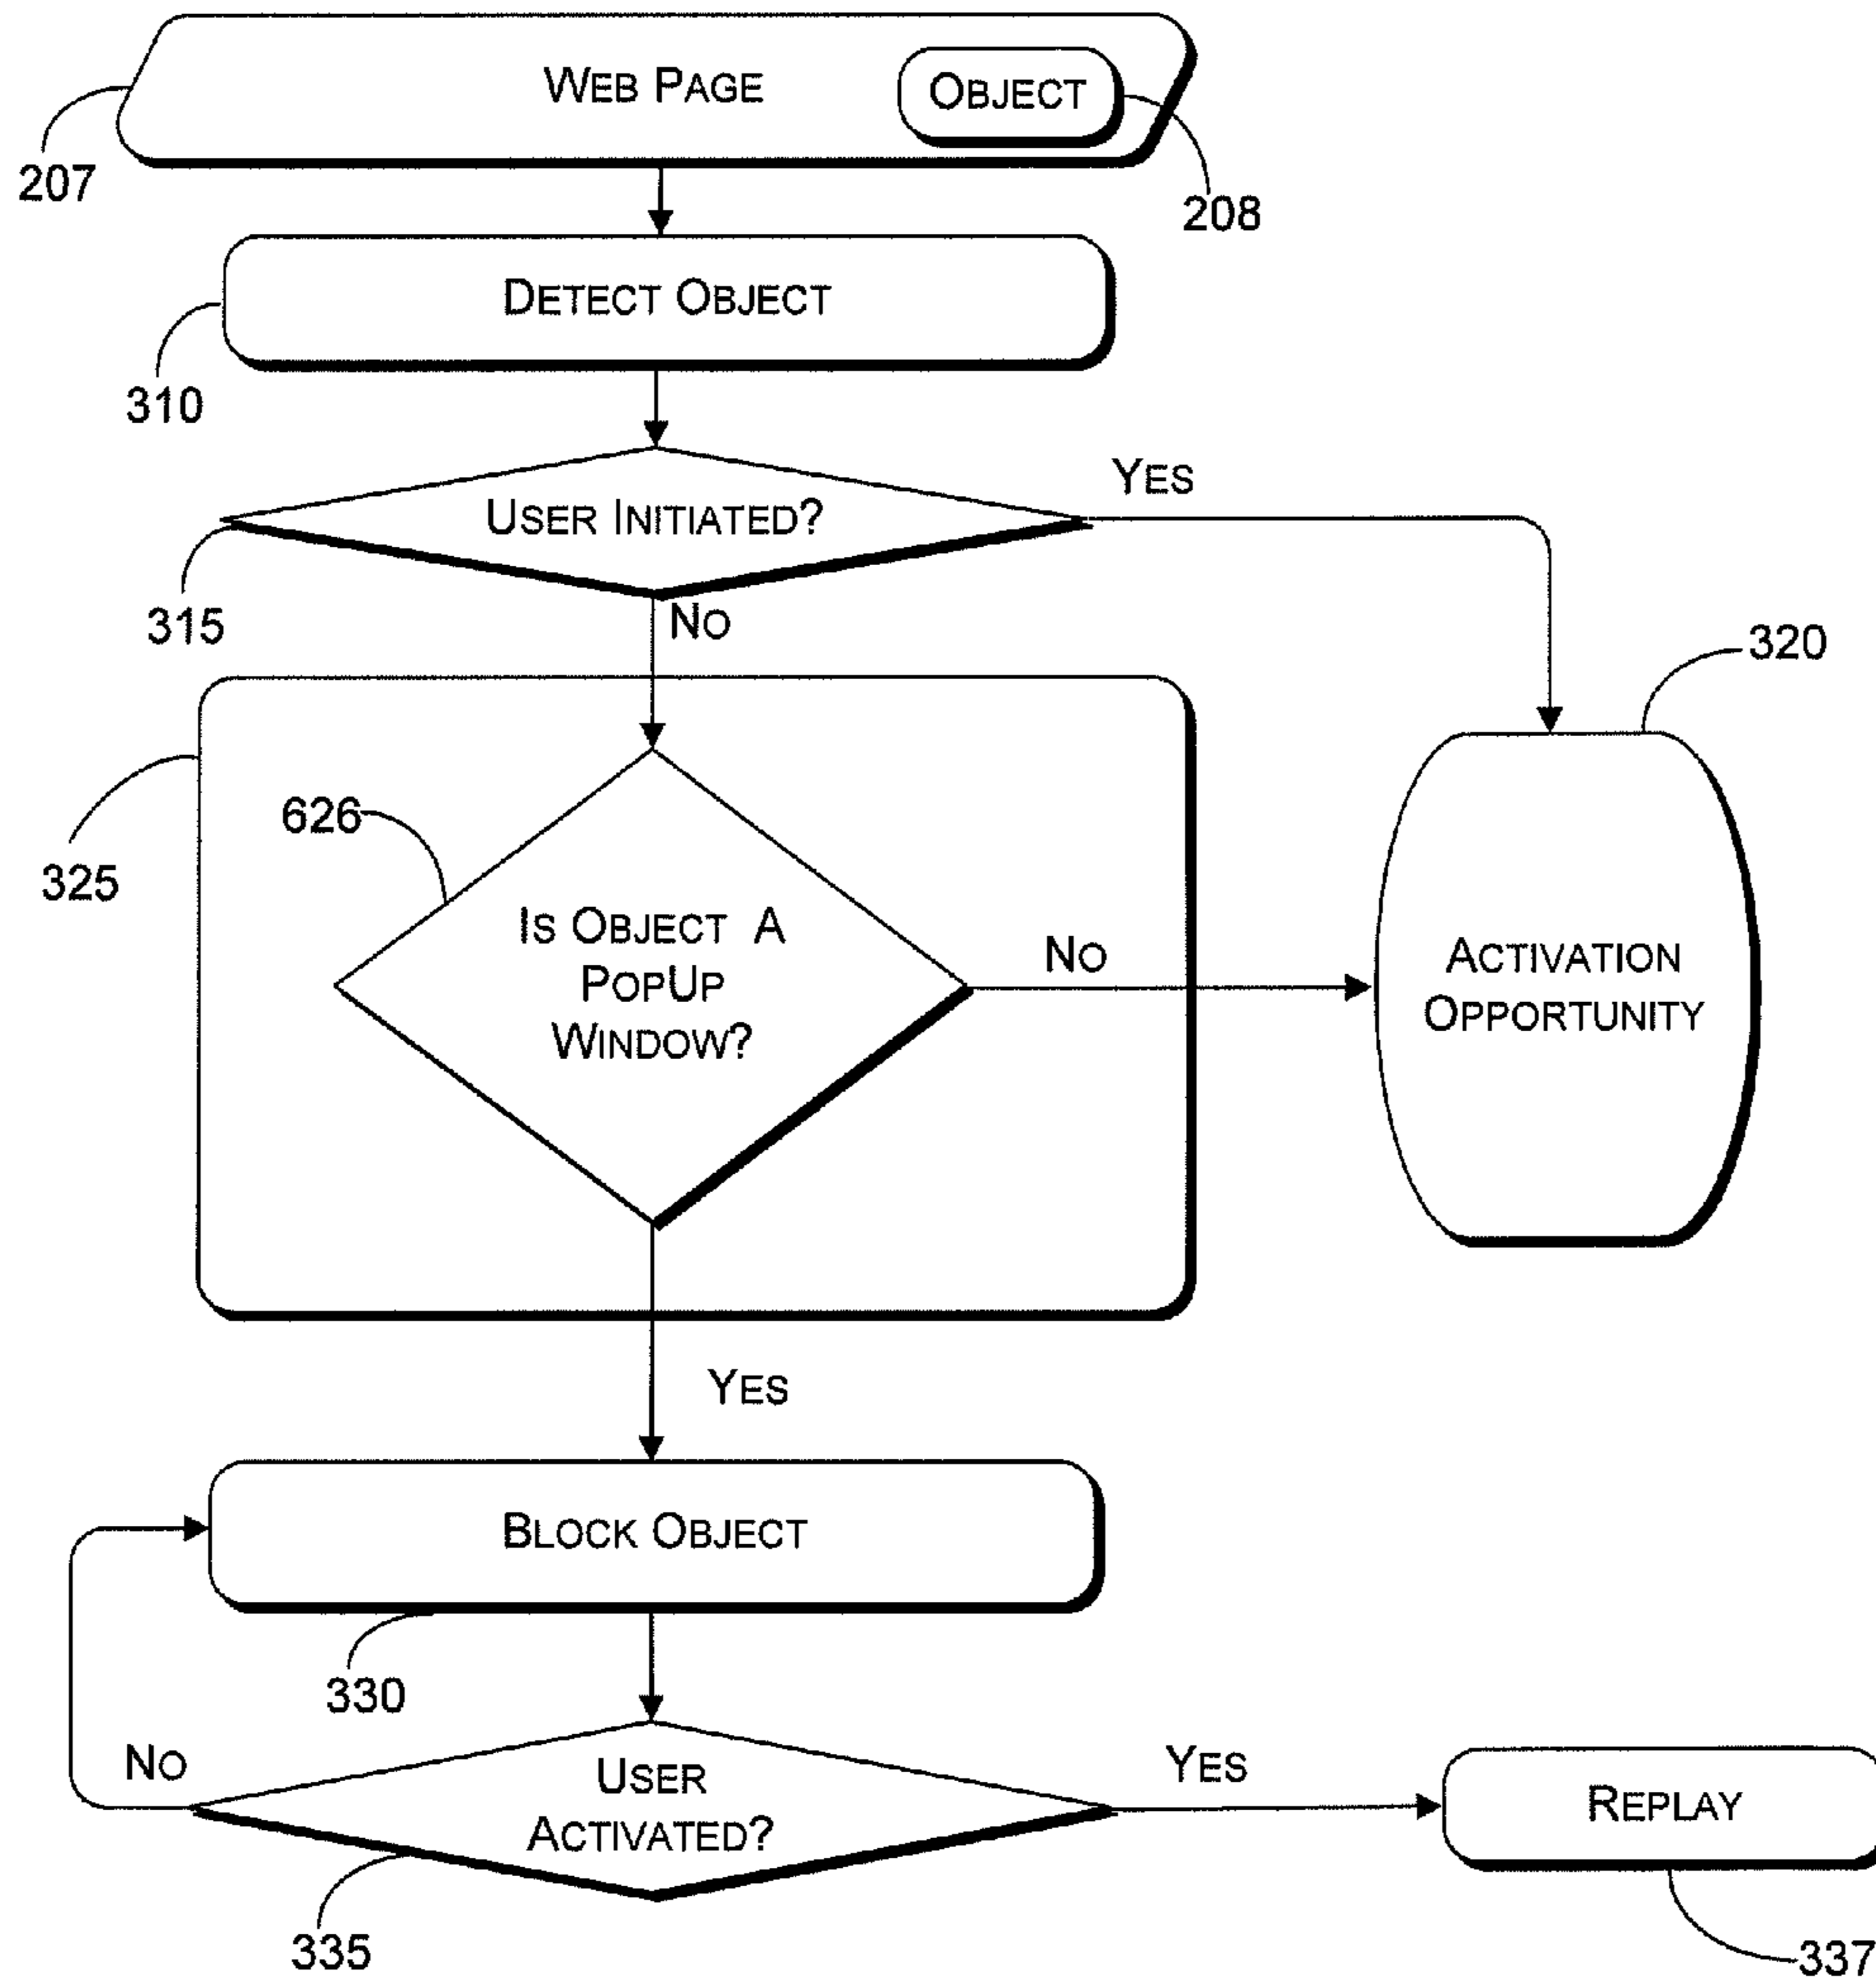 WEB PAGE
OBJECT
207
208
DETECT OBJECT
310
USER INITIATED?
YES
315
NO
320
626
325
IS OBJECT A
POPUP
WINDOW?
NO
ACTIVATION
OPPORTUNITY
YES
BLOCK OBJECT
330
NO
USER
ACTIVATED?
YES
REPLAY
335
337